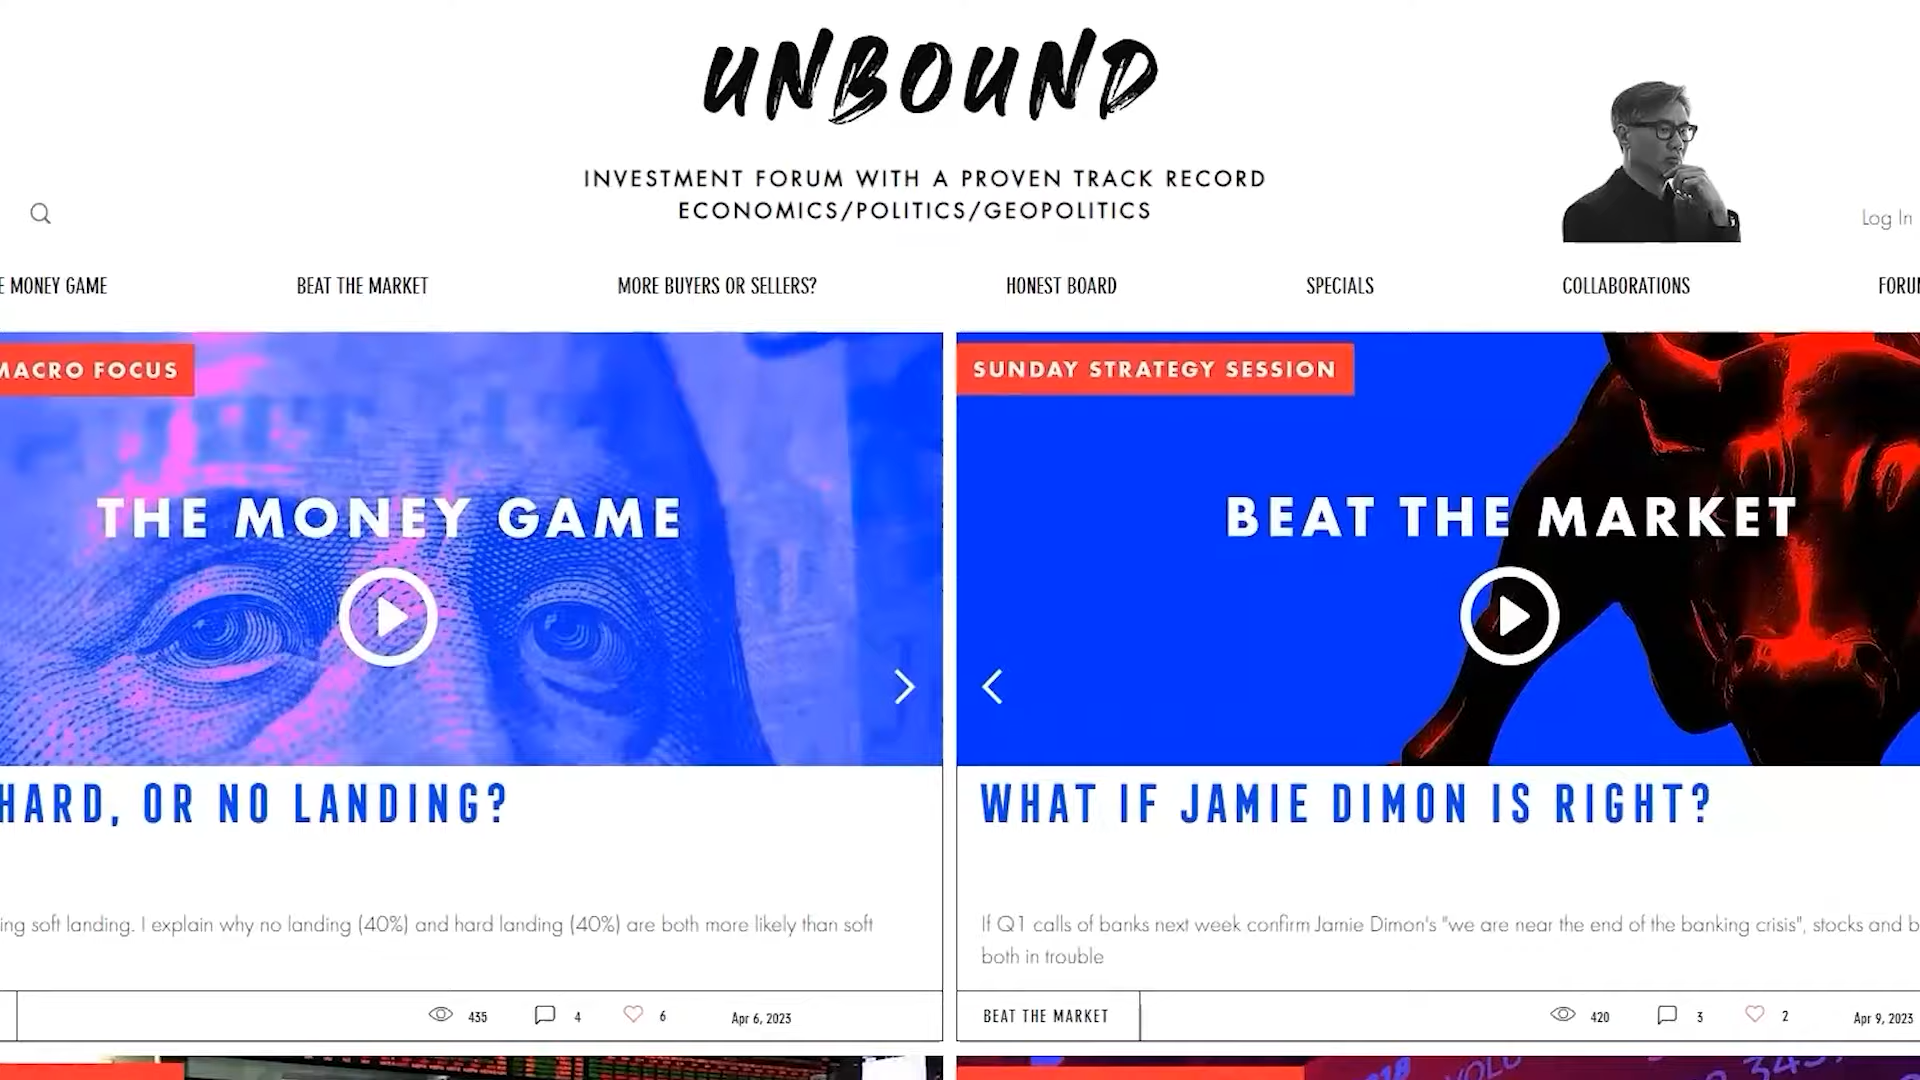 UNBOUND
INVESTMENT FORUM WITH A PROVEN TRACK RECORD
ECONOMICS/POLITICS/GEOPOLITICS
Log In
E MONEY GAME
BEAT THE MARKET
MORE BUYERS OR SELLERS?
HONEST BOARD
SPECIALS
COLLABORATIONS
FORUM
MACRO FOCUS
THE MONEY GAME
HARD, OR NO LANDING?
ing soft landing. I explain why no landing (40%) and hard landing (40%) are both more likely than soft
435
4
6
Apr 6, 2023
SUNDAY STRATEGY SESSION
BEAT THE MARKET
WHAT IF JAMIE DIMON IS RIGHT?
If Q1 calls of banks next week confirm Jamie Dimon's "we are near the end of the banking crisis", stocks and b
both in trouble
BEAT THE MARKET
420
3
2
Apr 9, 2023